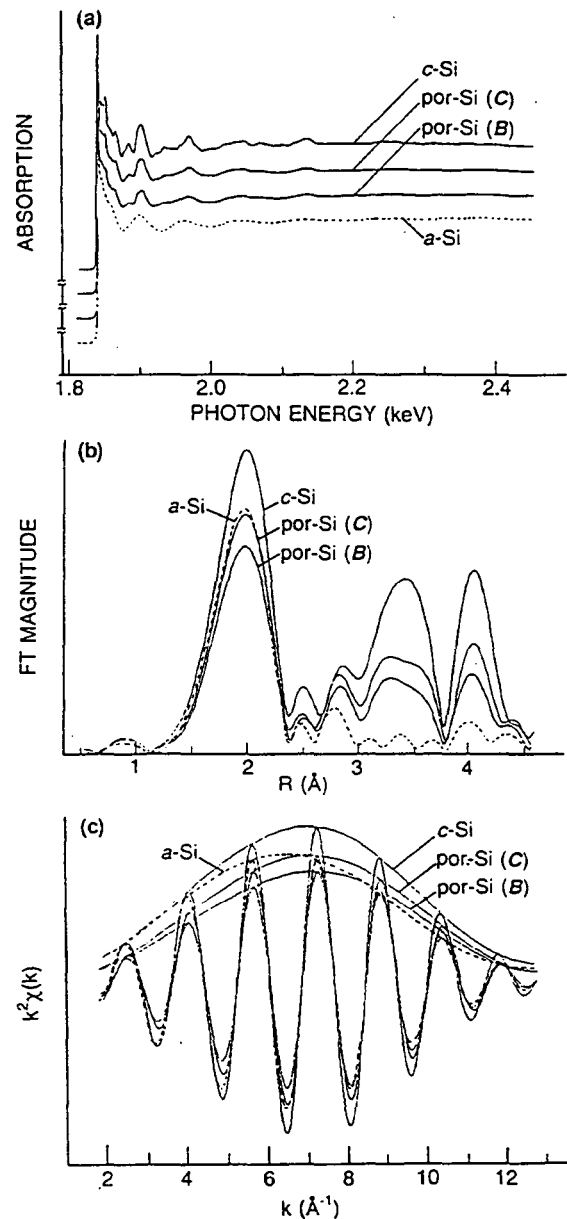 (a)
c-Si
por-Si (C)
por-Si (B)
a-Si
ABSORPTION
1.8 2.0 2.2 2.4
PHOTON ENERGY (keV)
(b)
a-Si
c-Si
por-Si (C)
por-Si (B)
FT MAGNITUDE
1 2 3 4
R (Å)
(c)
c-Si
a-Si
por-Si (C)
por-Si (B)
k²χ(k)
2 4 6 8 10 12
k (Å⁻¹)